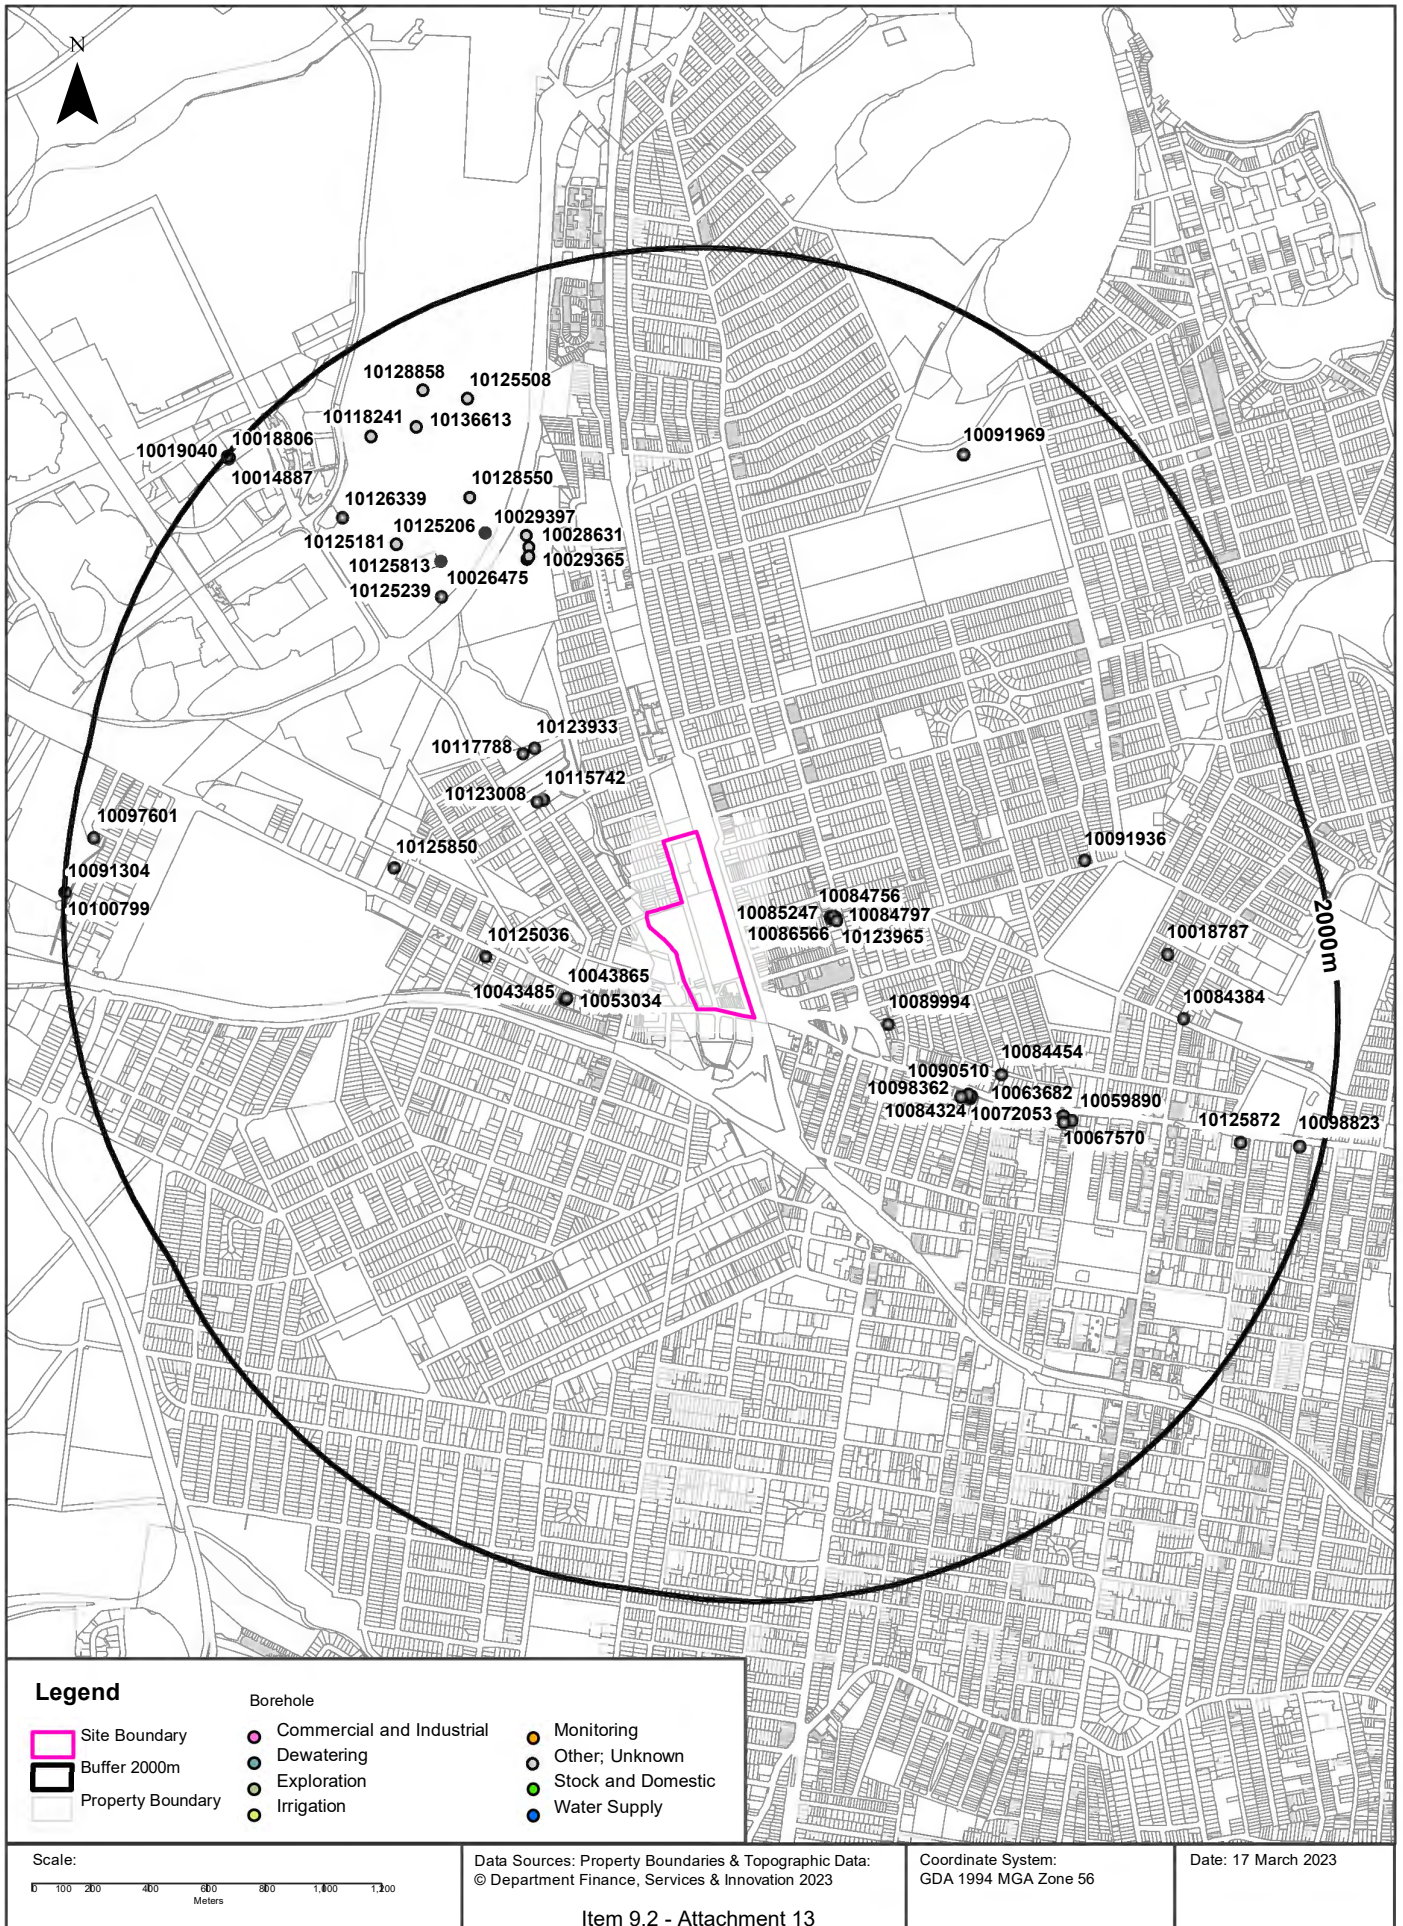 N
10128858
10125508
10118241
10136613
10019040
10018806
10014887
10091969
10128550
10126339
10125206
10029397
10028631
10125181
10125813
10029365
10026475
10125239
10123933
10117788
10115742
10123008
10097601
10125850
10091936
10091304
10084756
10100799
10085247
10084797
10086566
10123965
2000m
10125036
10018787
10043865
10043485
10053034
10089994
10084384
10084454
10090510
10098362
10063682
10059890
10084324
10072053
10125872
10098823
10067570
Legend
Site Boundary
Buffer 2000m
Property Boundary
Borehole
Commercial and Industrial
Dewatering
Exploration
Irrigation
Monitoring
Other; Unknown
Stock and Domestic
Water Supply
Scale:
0 100 200 400 600 800 1,000 1,200
Meters
Data Sources: Property Boundaries & Topographic Data:
© Department Finance, Services & Innovation 2023
Coordinate System:
GDA 1994 MGA Zone 56
Date: 17 March 2023
Item 9.2 - Attachment 13